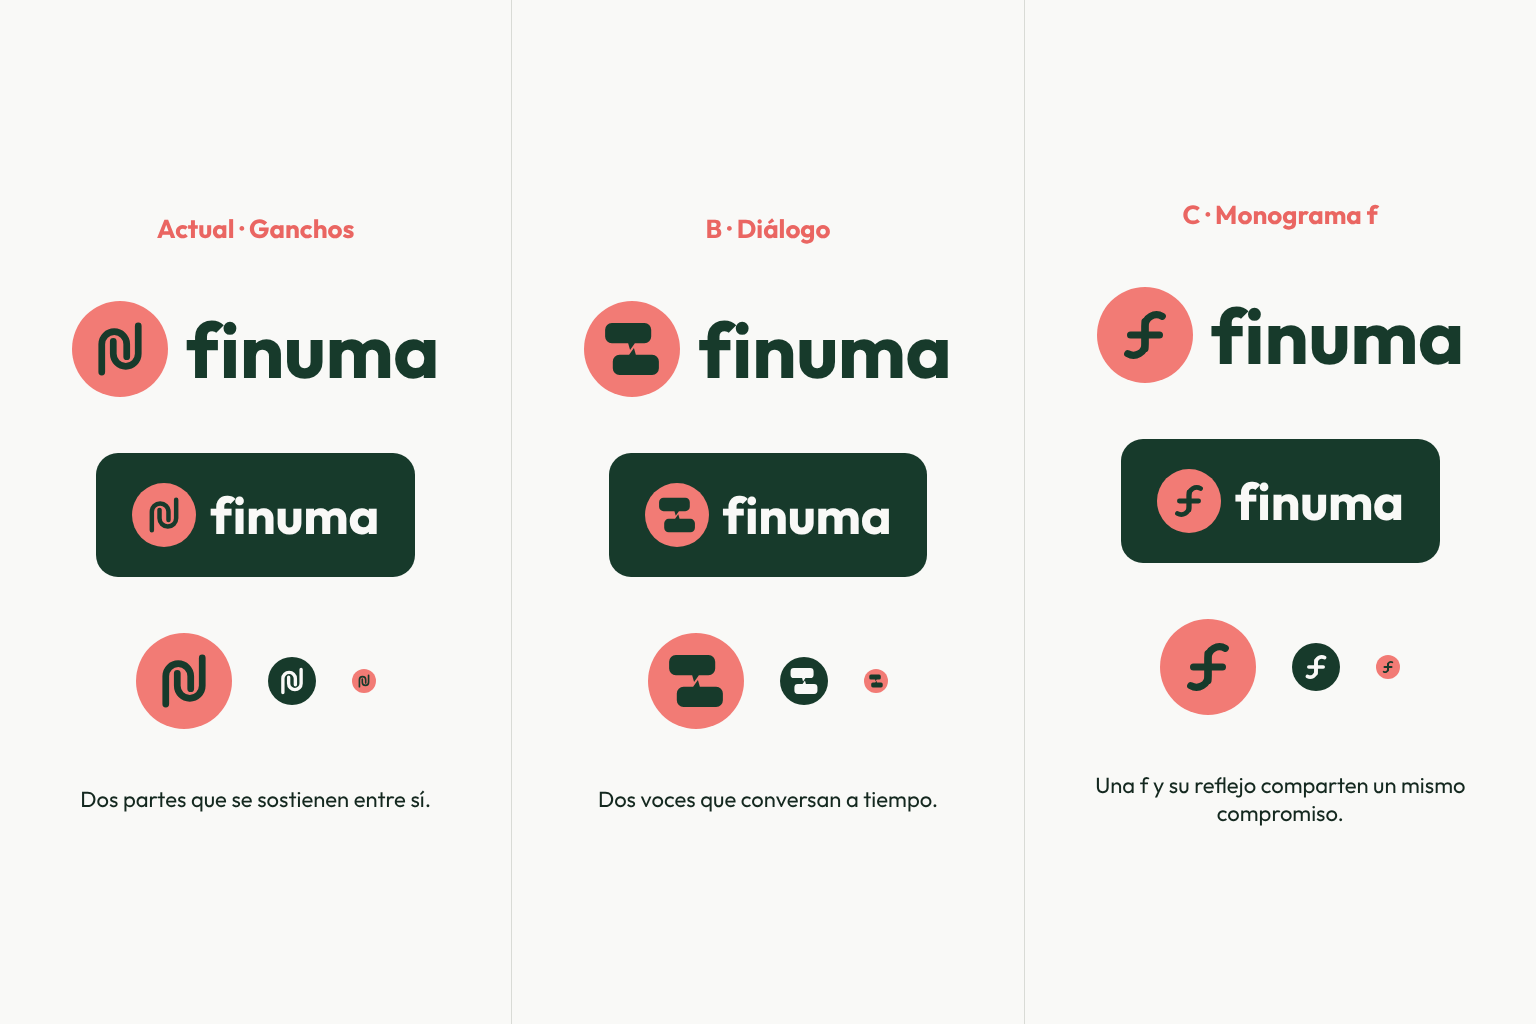 Actual · Ganchos
finuma
finuma
Dos partes que se sostienen entre sí.
B · Diálogo
finuma
finuma
Dos voces que conversan a tiempo.
C · Monograma f
finuma
finuma
Una f y su reflejo comparten un mismo
compromiso.